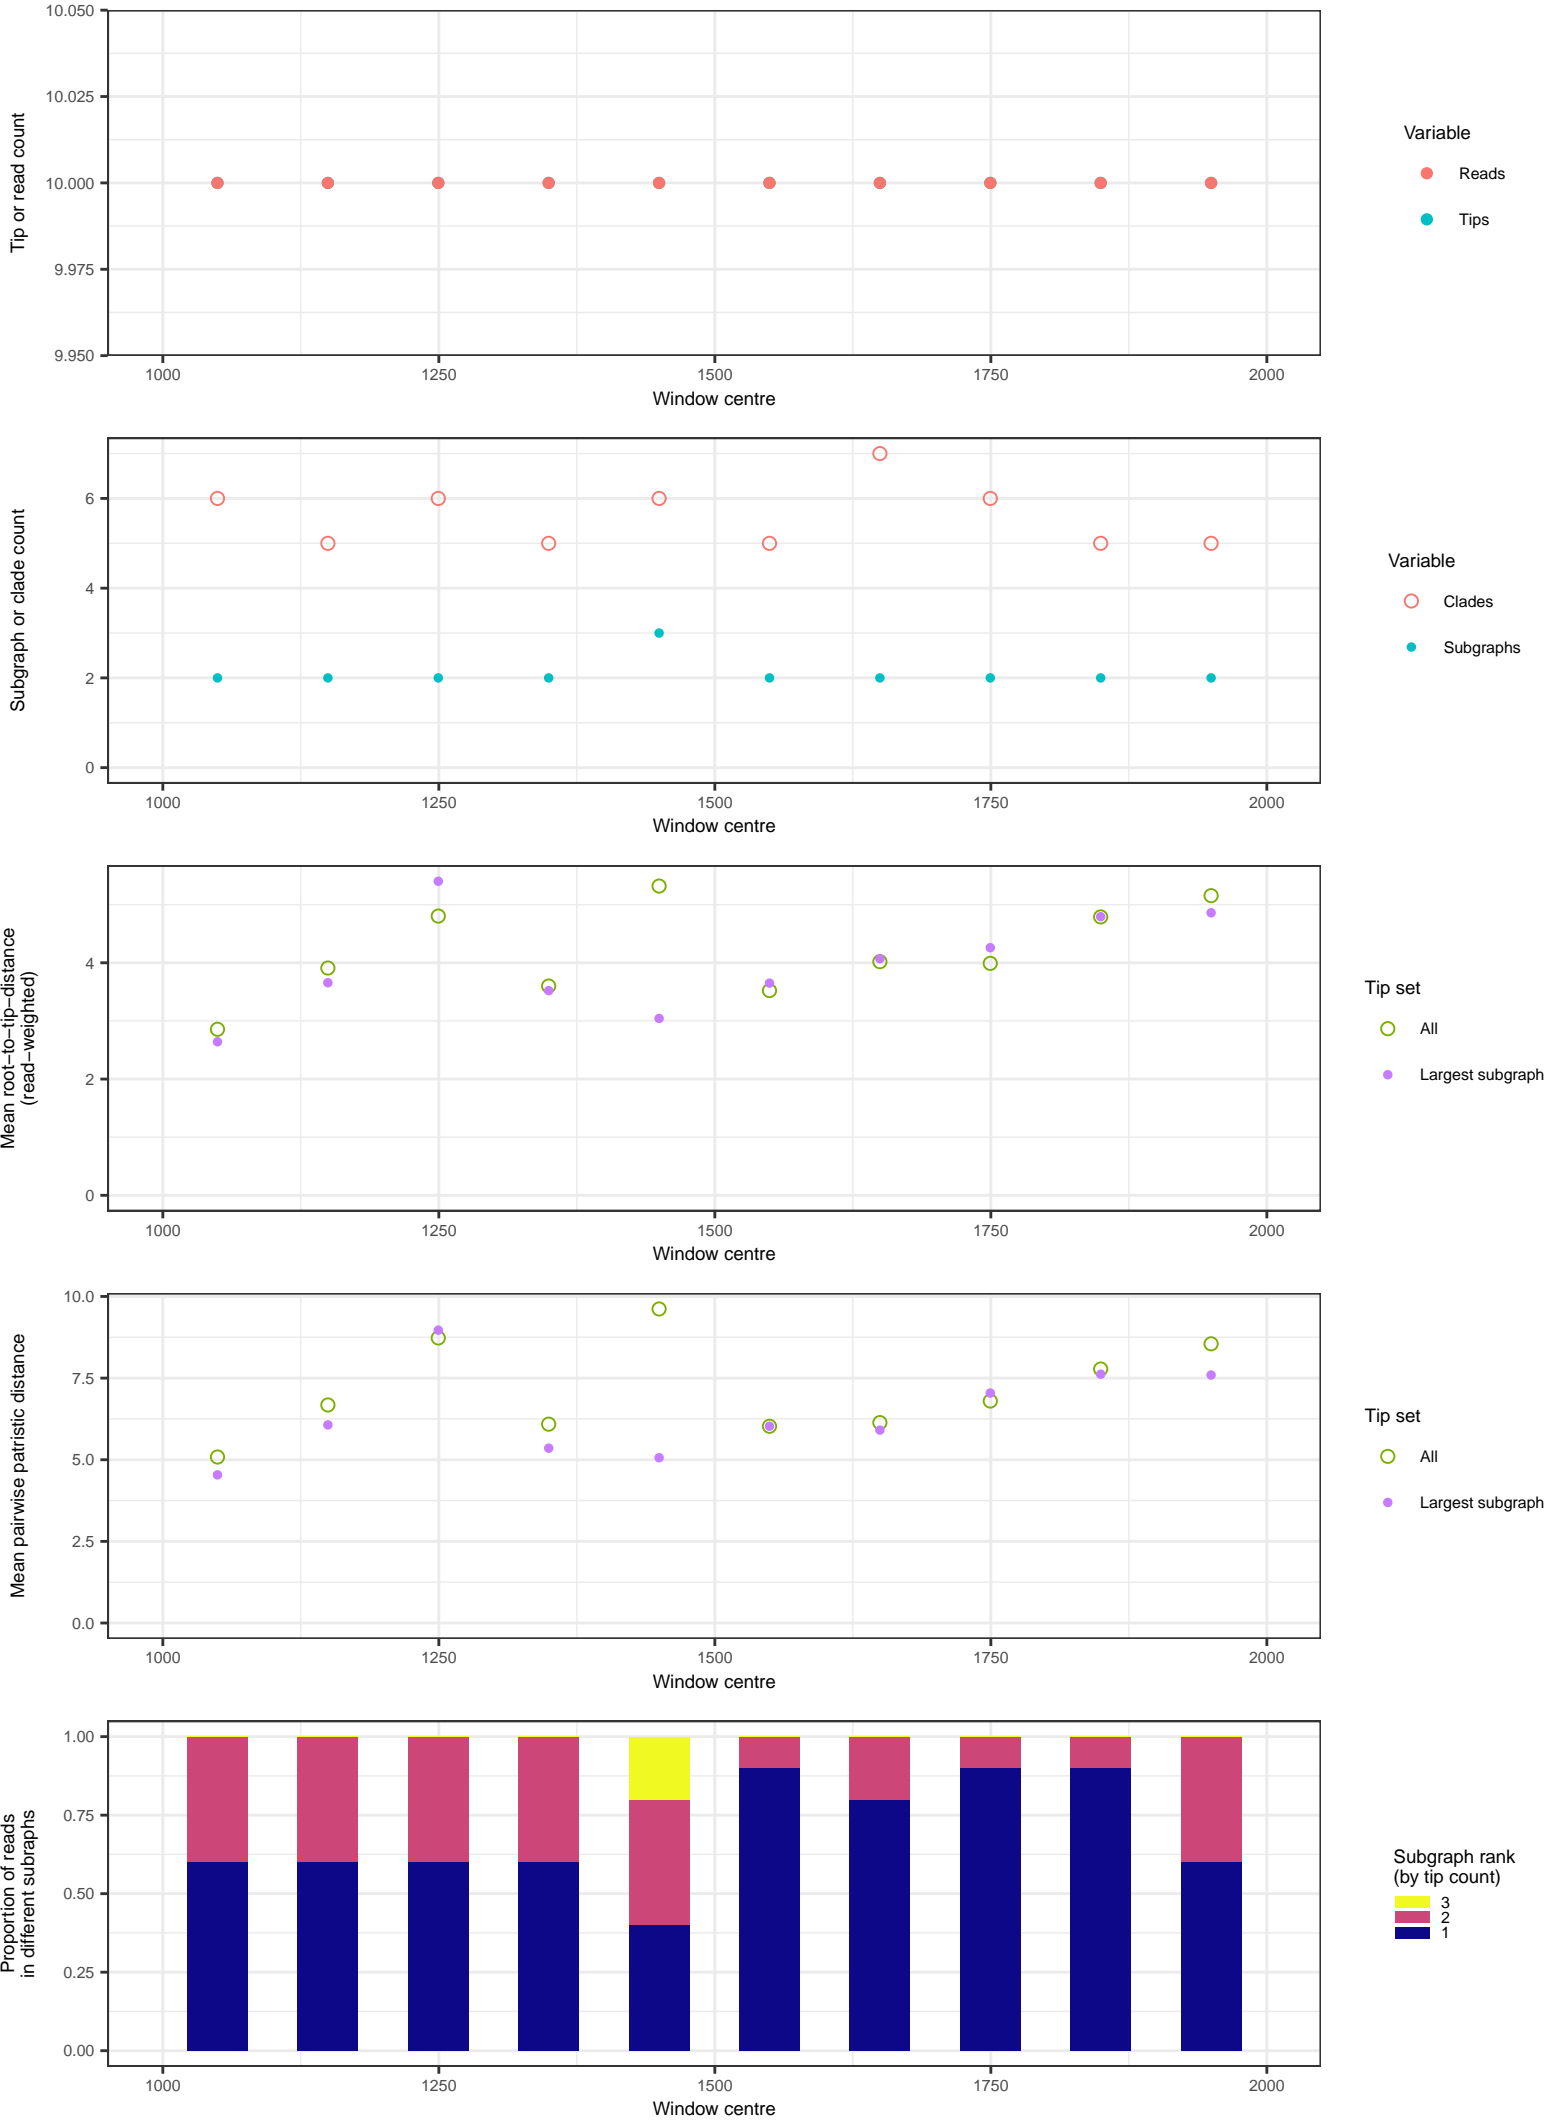 10.050
10.025
10.000
9.975
9.950
Tip or read count
1000 1250 1500 1750 2000
Window centre
Variable
Reads
Tips
6
4
2
0
Subgraph or clade count
1000 1250 1500 1750 2000
Window centre
Variable
Clades
Subgraphs
4
2
0
Mean root−to−tip−distance
(read−weighted)
1000 1250 1500 1750 2000
Window centre
Tip set
All
Largest subgraph
10.0
7.5
5.0
2.5
0.0
Mean pairwise patristic distance
1000 1250 1500 1750 2000
Window centre
Tip set
All
Largest subgraph
1.00
0.75
0.50
0.25
0.00
Proportion of reads
in different subraphs
1000 1250 1500 1750 2000
Window centre
Subgraph rank
(by tip count)
3
2
1